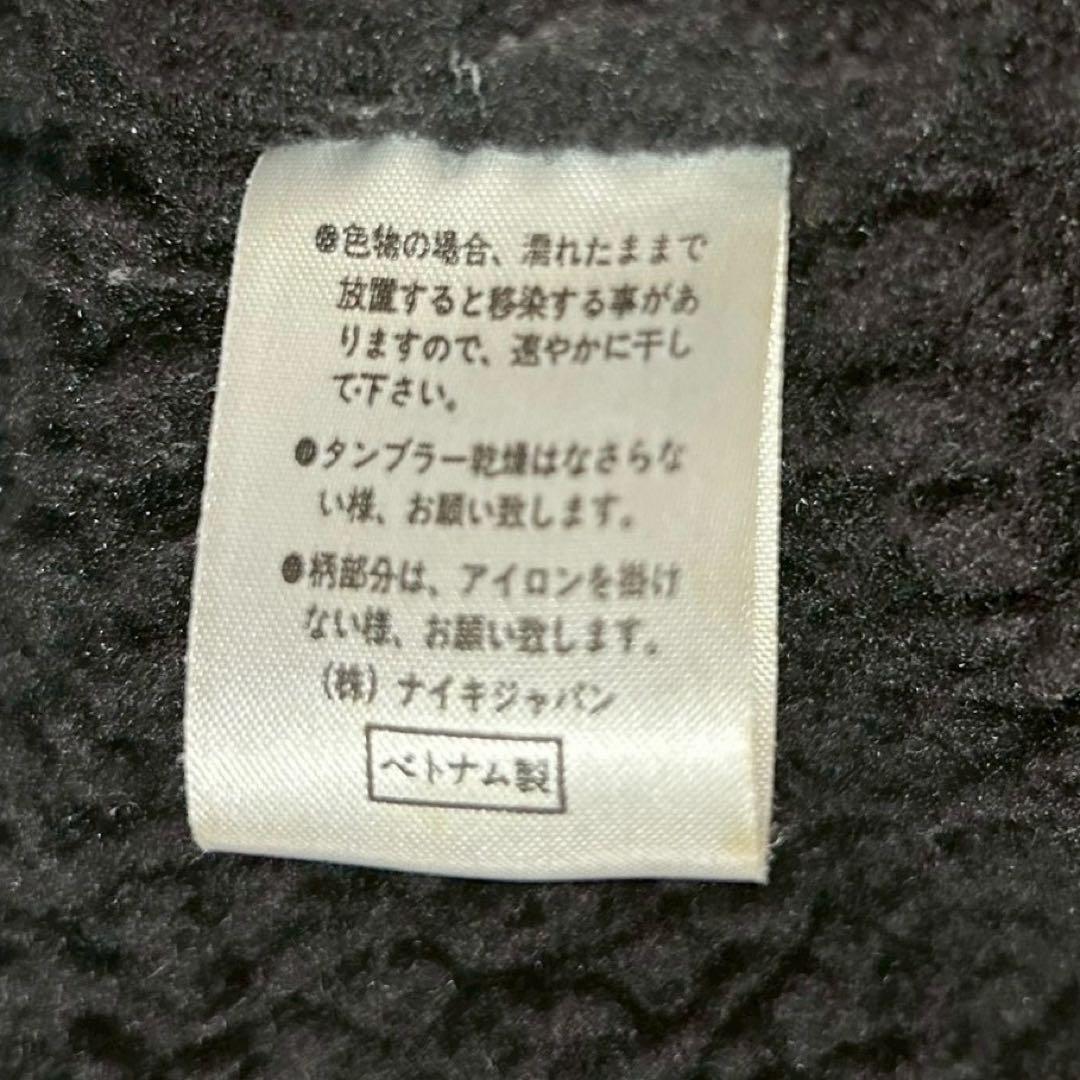 ●色物の場合、濡れたままで
放置すると移染する事があ
りますので、速やかに干し
て下さい。
●タンブラー乾燥はなさらな
い様、お願い致します。
●柄部分は、アイロンを掛け
ない様、お願い致します。
(株) ナイキジャパン
ベトナム製